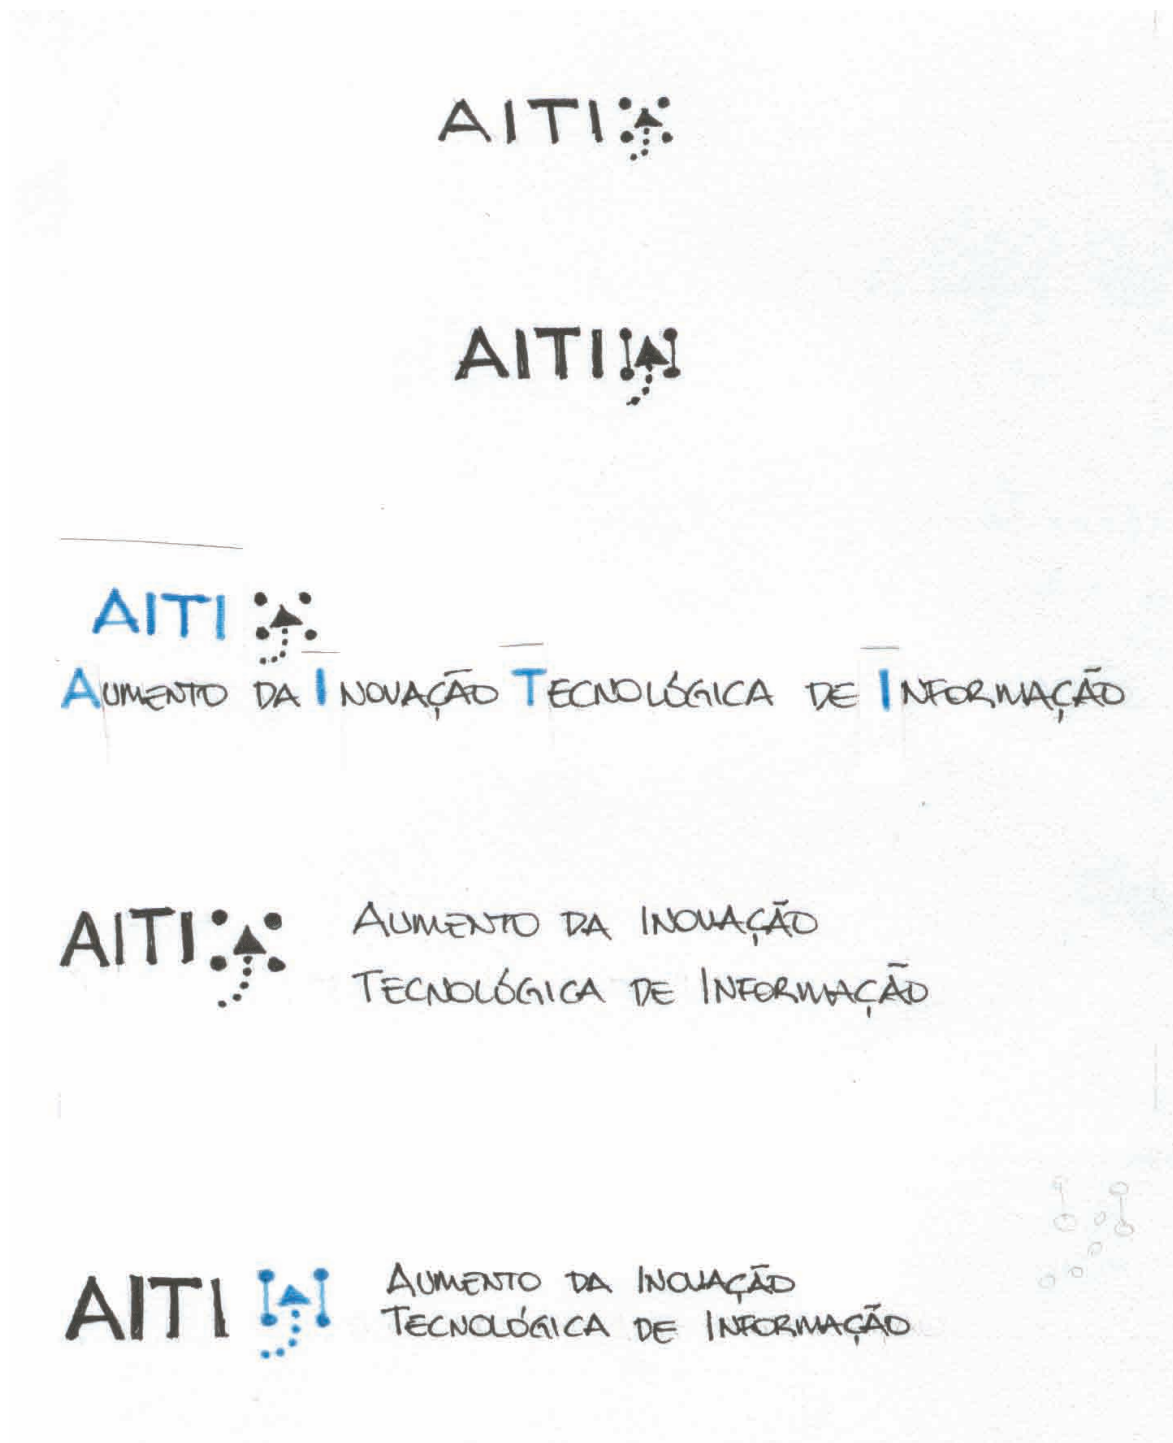 AITI
AITI
AITI
AUMENTO DA INOVAÇÃO TECNOLÓGICA DE INFORMAÇÃO
AITI
AUMENTO DA INOVAÇÃO
TECNOLÓGICA DE INFORMAÇÃO
AITI
AUMENTO DA INOVAÇÃO
TECNOLÓGICA DE INFORMAÇÃO